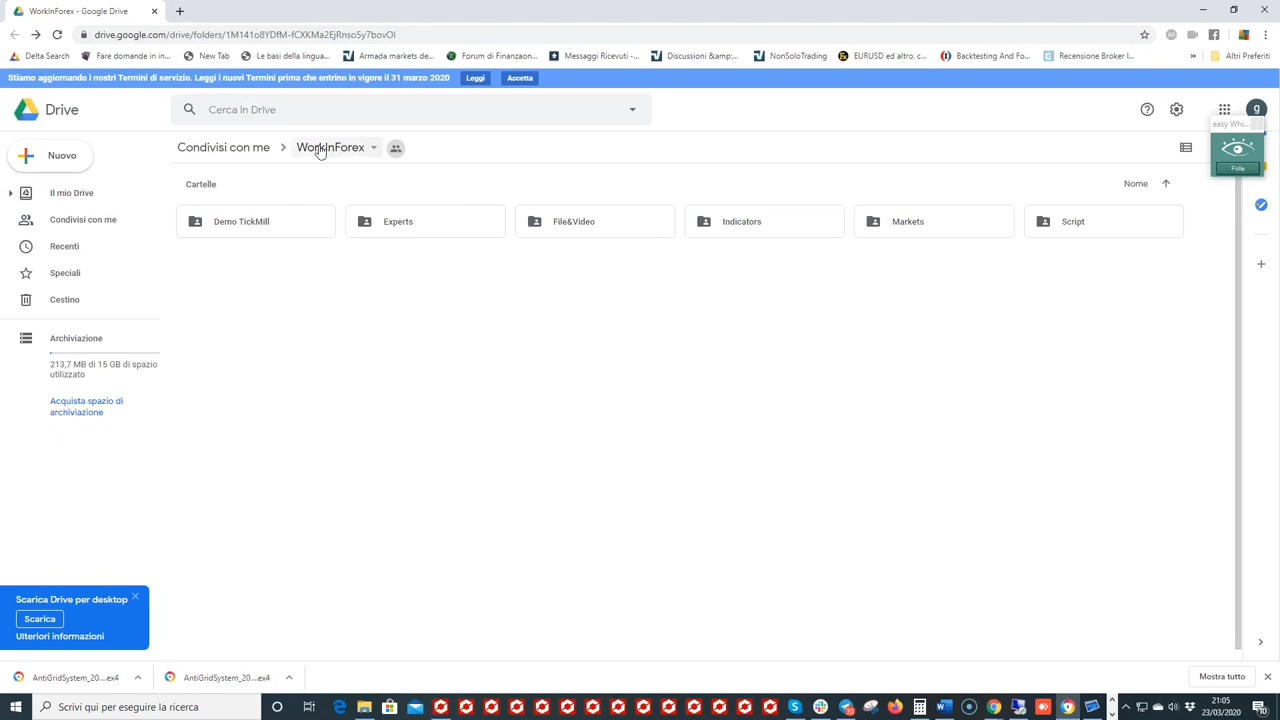 WorkInForex - Google Drive
drive.google.com/drive/folders/1M141o8YDfM-fCXKMa2EjRnso5y7bovOl
Delta Search
Fare domande in in...
New Tab
Le basi della lingua...
Armada markets de...
Forum di Finanzaon...
Messaggi Ricevuti -...
Discussioni &amp;...
NonSoloTrading
EURUSD ed altro, c...
Backtesting And Fo...
Recensione Broker I...
»
Altri Preferiti
Stiamo aggiornando i nostri Termini di servizio. Leggi i nuovi Termini prima che entrino in vigore il 31 marzo 2020
Leggi
Accetta
Drive
Cerca in Drive
g
easy Whi...
Folie
Nuovo
Condivisi con me
WorkInForex
Cartelle
Nome
Il mio Drive
Condivisi con me
Recenti
Speciali
Cestino
Demo TickMill
Experts
File&Video
Indicators
Markets
Script
Archiviazione
213,7 MB di 15 GB di spazio
utilizzato
Acquista spazio di
archiviazione
Scarica Drive per desktop
Scarica
Ulteriori informazioni
AntiGridSystem_20....ex4
AntiGridSystem_20....ex4
Mostra tutto
Scrivi qui per eseguire la ricerca
21:05
23/03/2020